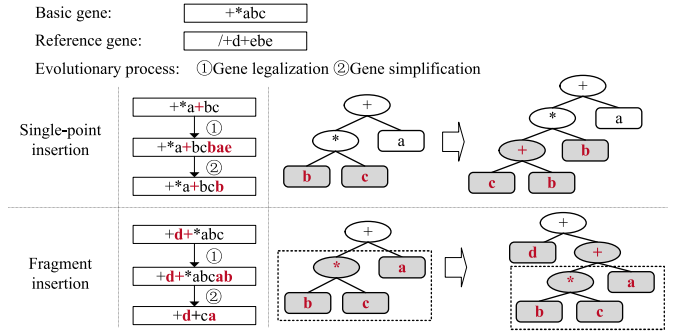 Basic gene: +*abc
Reference gene: /+d+ebe
Evolutionary process: ①Gene legalization ②Gene simplification
Single-point
insertion
+*a+bc
①
+*a+bcbae
②
+*a+bcb
+
*
a
b
c
+
*
a
+
b
c
b
Fragment
insertion
+d+*abc
①
+d+*abcab
②
+d+ca
+
*
a
b
c
+
d
+
*
a
b
c